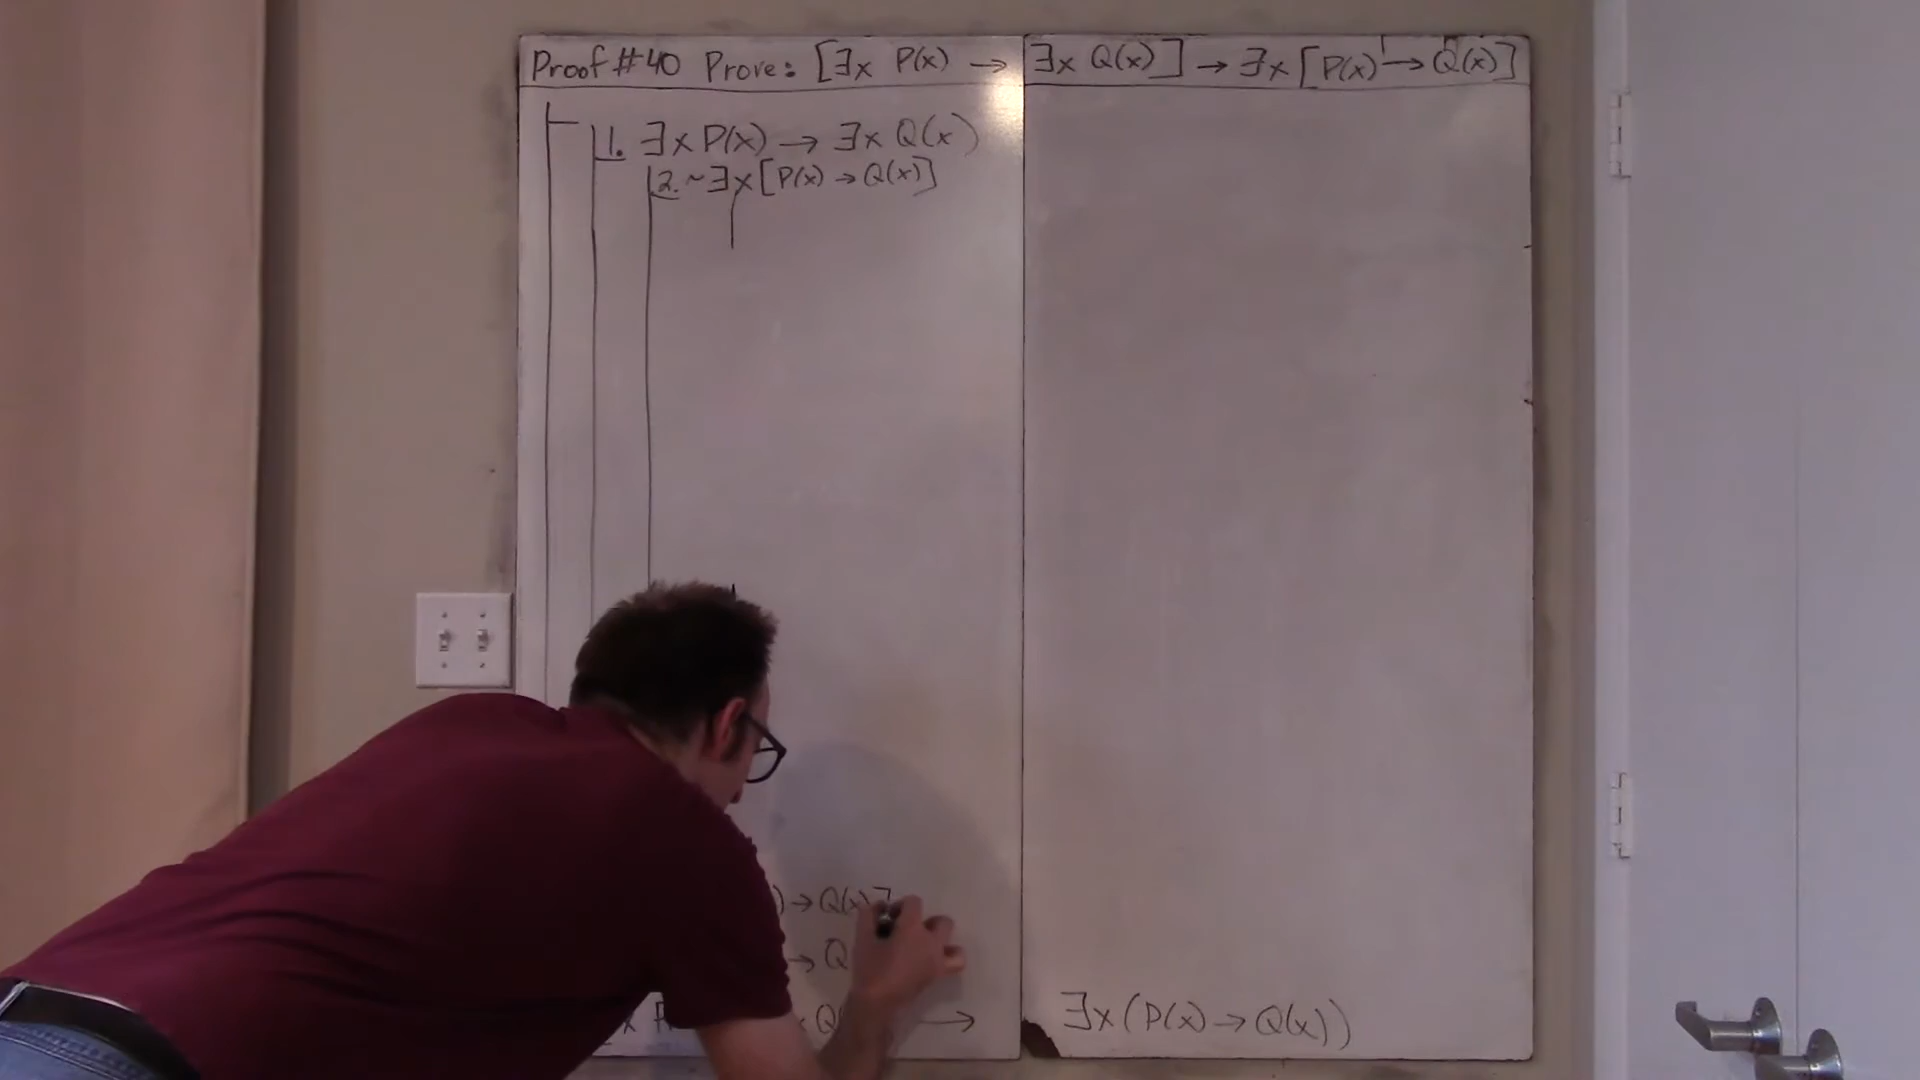 Proof #40 Prove: [∃x P(x) → ∃x Q(x)] → ∃x [P(x) → Q(x)]
1. ∃x P(x) → ∃x Q(x)
2. ~∃x [P(x) → Q(x)]
) → Q(x)]
→ Q
x P x Q( → ∃x (P(x) → Q(x))